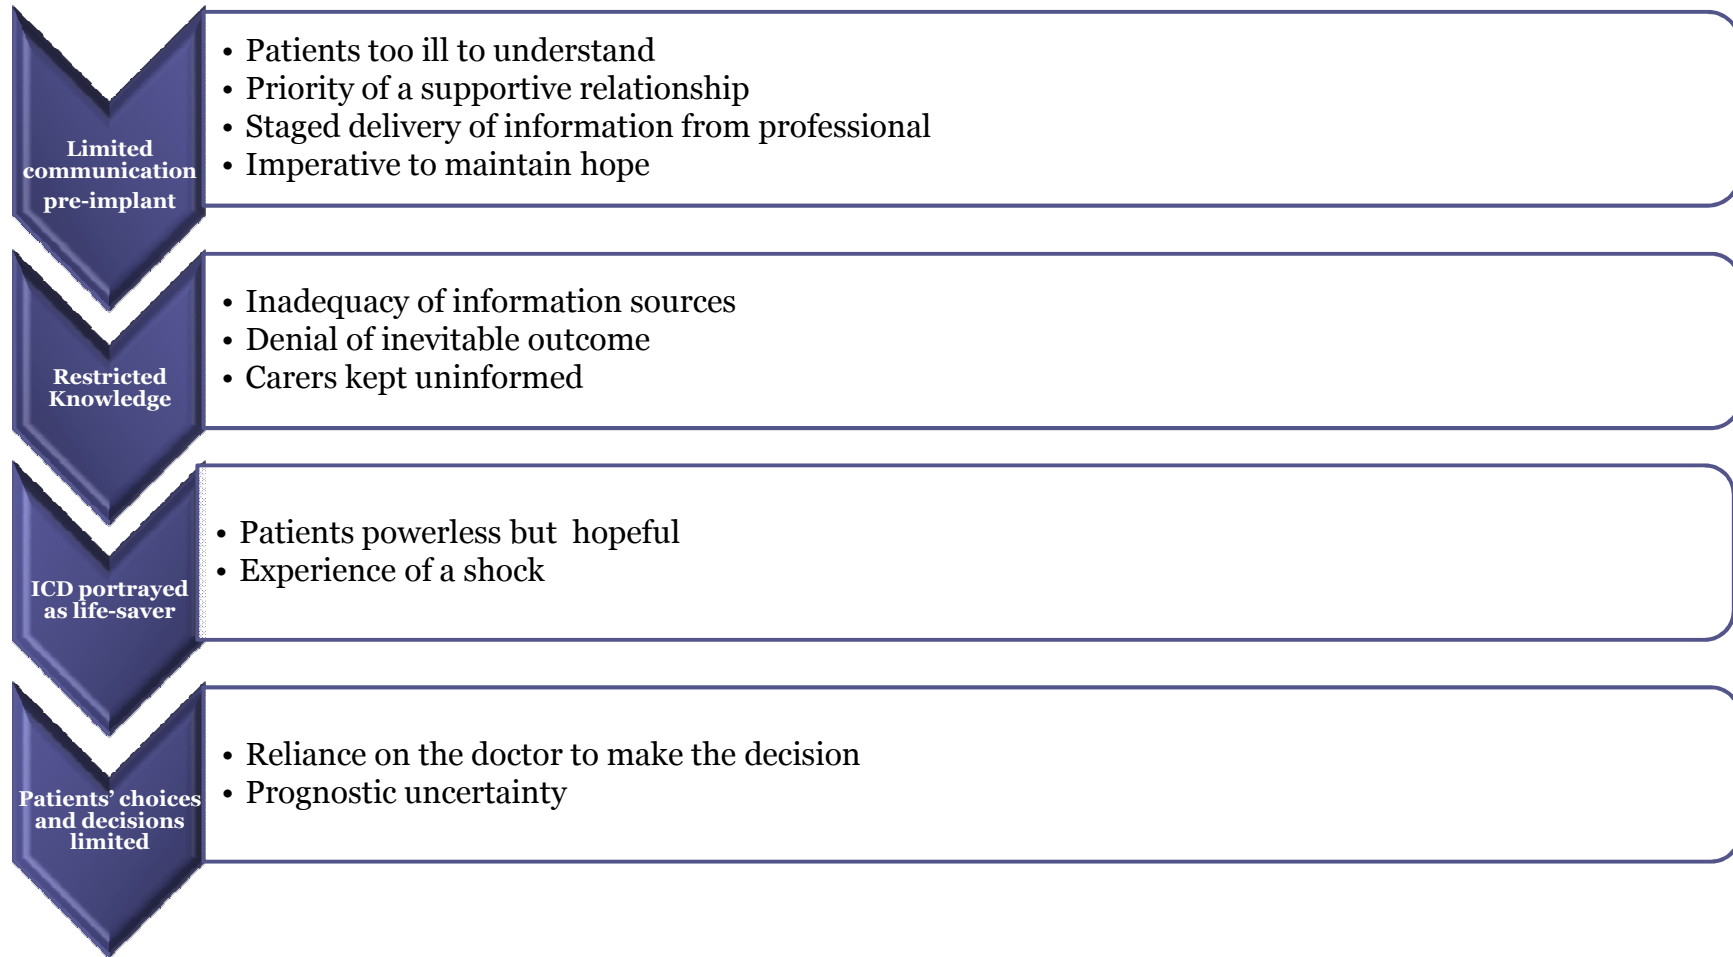 Limited
communication
pre-implant
• Patients too ill to understand
• Priority of a supportive relationship
• Staged delivery of information from professional
• Imperative to maintain hope
Restricted
Knowledge
• Inadequacy of information sources
• Denial of inevitable outcome
• Carers kept uninformed
ICD portrayed
as life-saver
• Patients powerless but  hopeful
• Experience of a shock
Patients’ choices
and decisions
limited
• Reliance on the doctor to make the decision
• Prognostic uncertainty